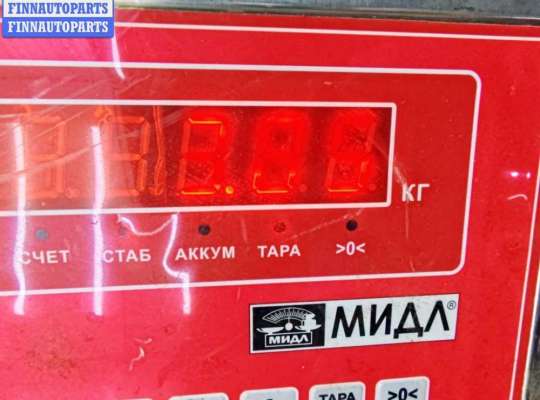 FINNAUTOPARTS
FINNAUTOPARTS
КГ
СЧЕТ СТАБ АККУМ ТАРА >0<
МИДЛ МИДЛ®
ТАРА >0<